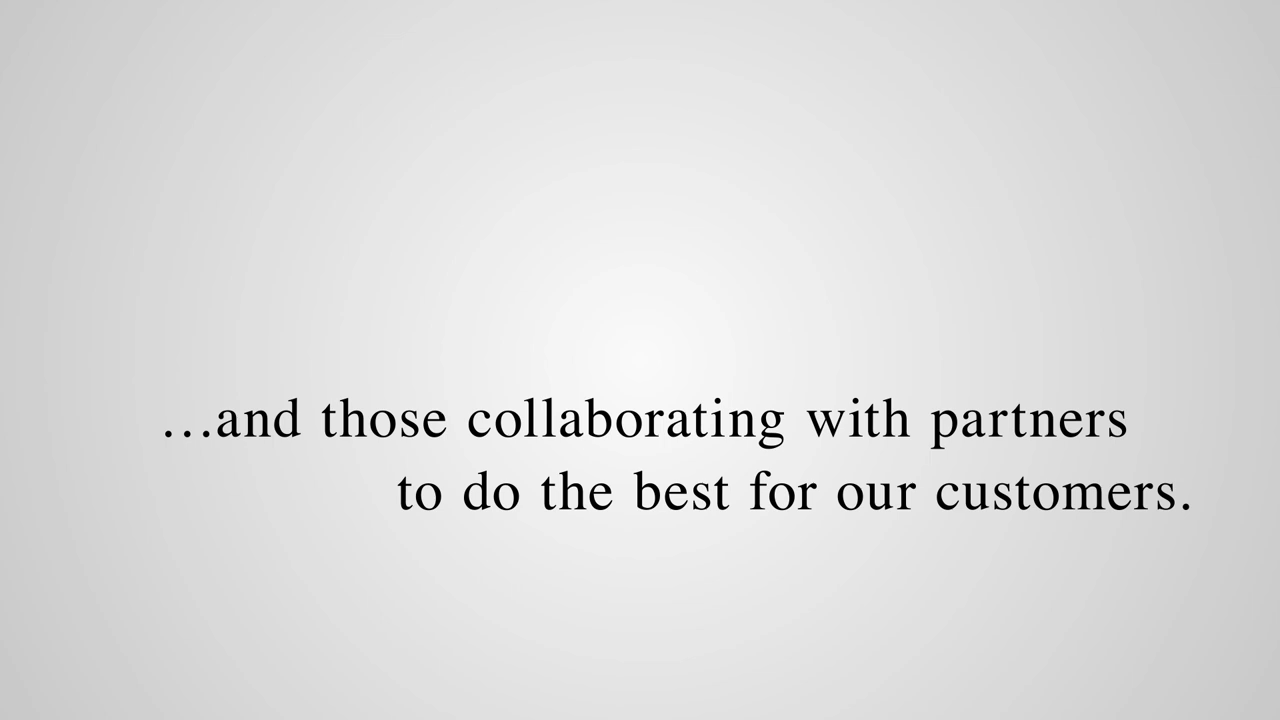 …and those collaborating with partners
to do the best for our customers.